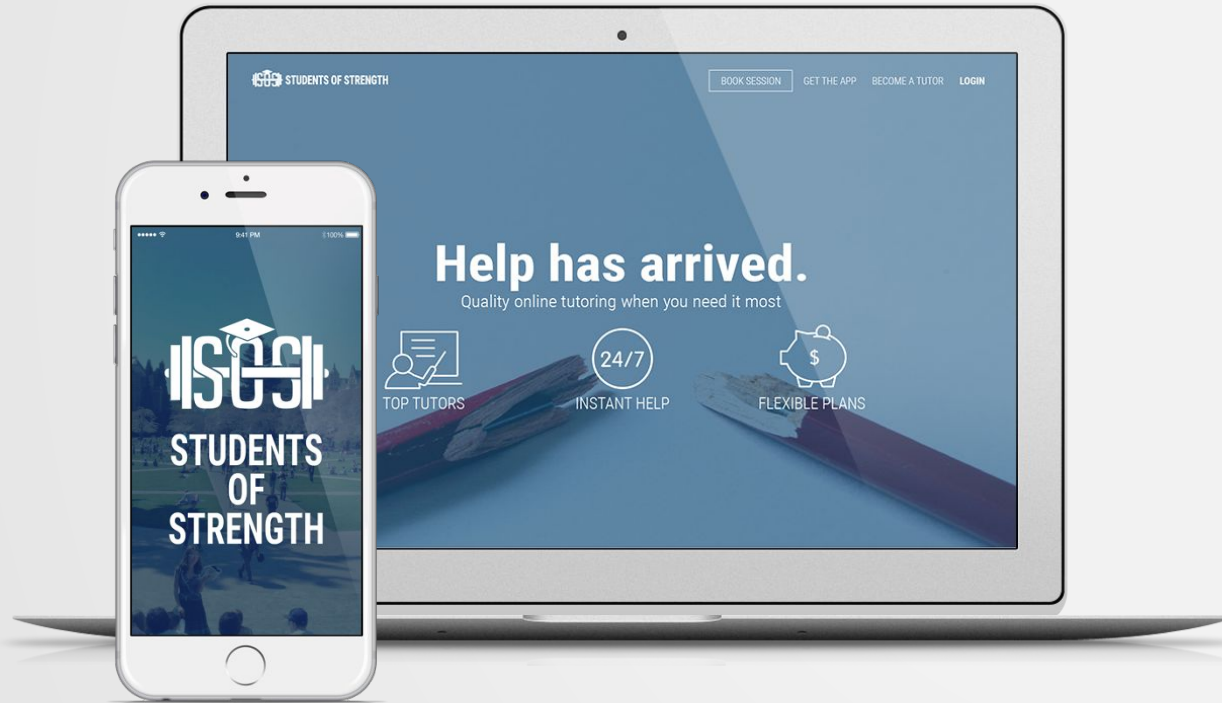 SOS STUDENTS OF STRENGTH
BOOK SESSION GET THE APP BECOME A TUTOR LOGIN
Help has arrived.
Quality online tutoring when you need it most
24/7
$
TOP TUTORS INSTANT HELP FLEXIBLE PLANS
9:41 PM 100%
SOS
STUDENTS
OF
STRENGTH